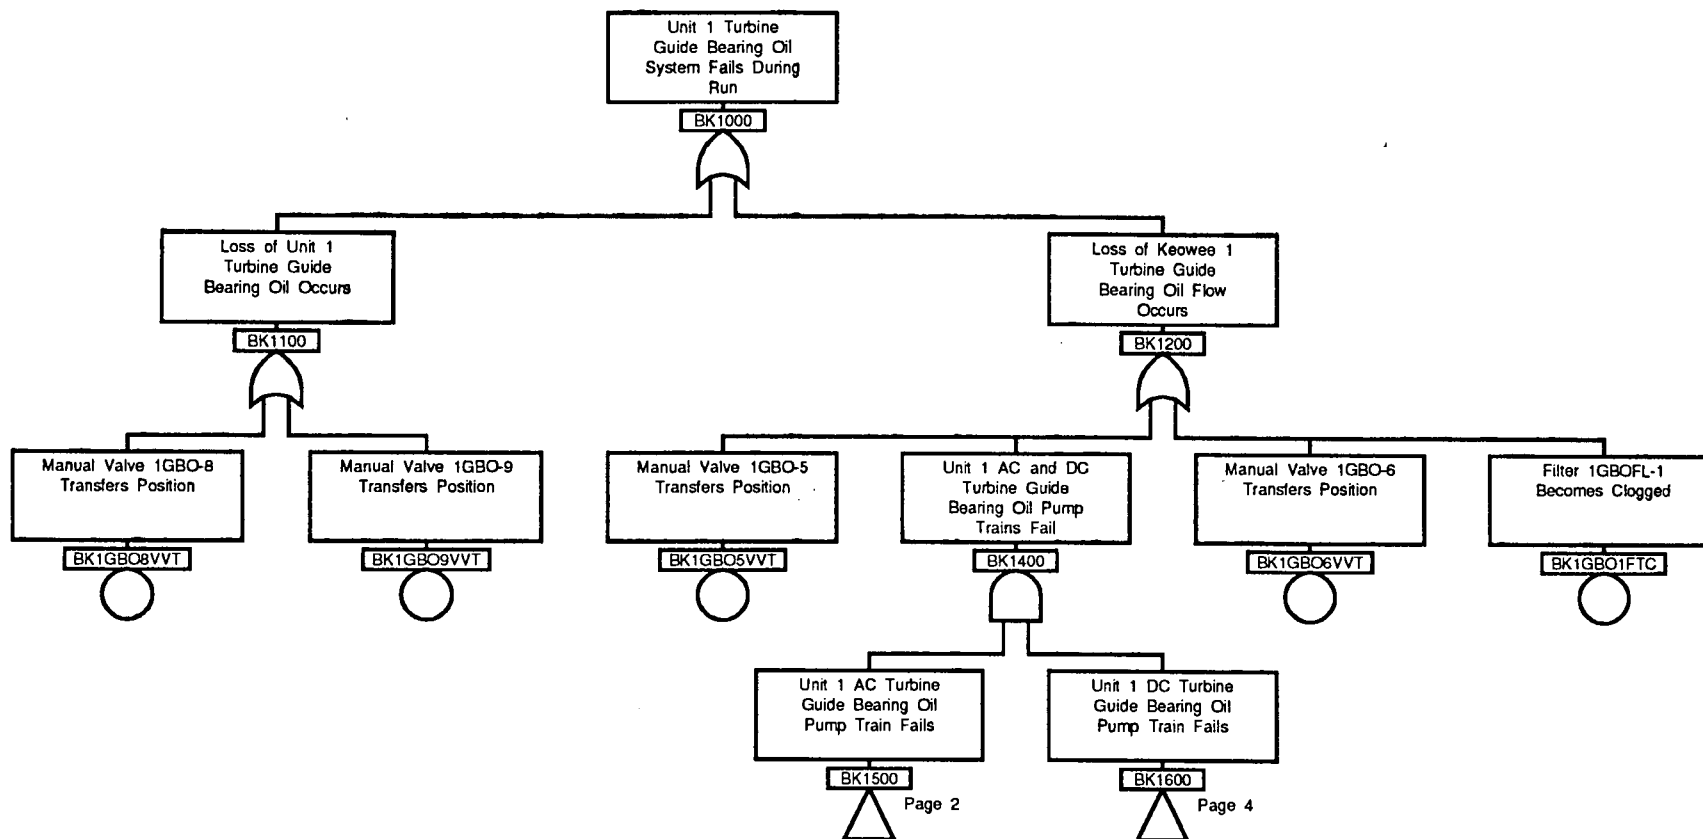 Unit 1 Turbine
Guide Bearing Oil
System Fails During
Run
BK1000
Loss of Unit 1
Turbine Guide
Bearing Oil Occurs
BK1100
Loss of Keowee 1
Turbine Guide
Bearing Oil Flow
Occurs
BK1200
Manual Valve 1GBO-8
Transfers Position
BK1GBO8VVT
Manual Valve 1GBO-9
Transfers Position
BK1GBO9VVT
Manual Valve 1GBO-5
Transfers Position
BK1GBO5VVT
Unit 1 AC and DC
Turbine Guide
Bearing Oil Pump
Trains Fail
BK1400
Manual Valve 1GBO-6
Transfers Position
BK1GBO6VVT
Filter 1GBOFL-1
Becomes Clogged
BK1GBO1FTC
Unit 1 AC Turbine
Guide Bearing Oil
Pump Train Fails
BK1500
Page 2
Unit 1 DC Turbine
Guide Bearing Oil
Pump Train Fails
BK1600
Page 4